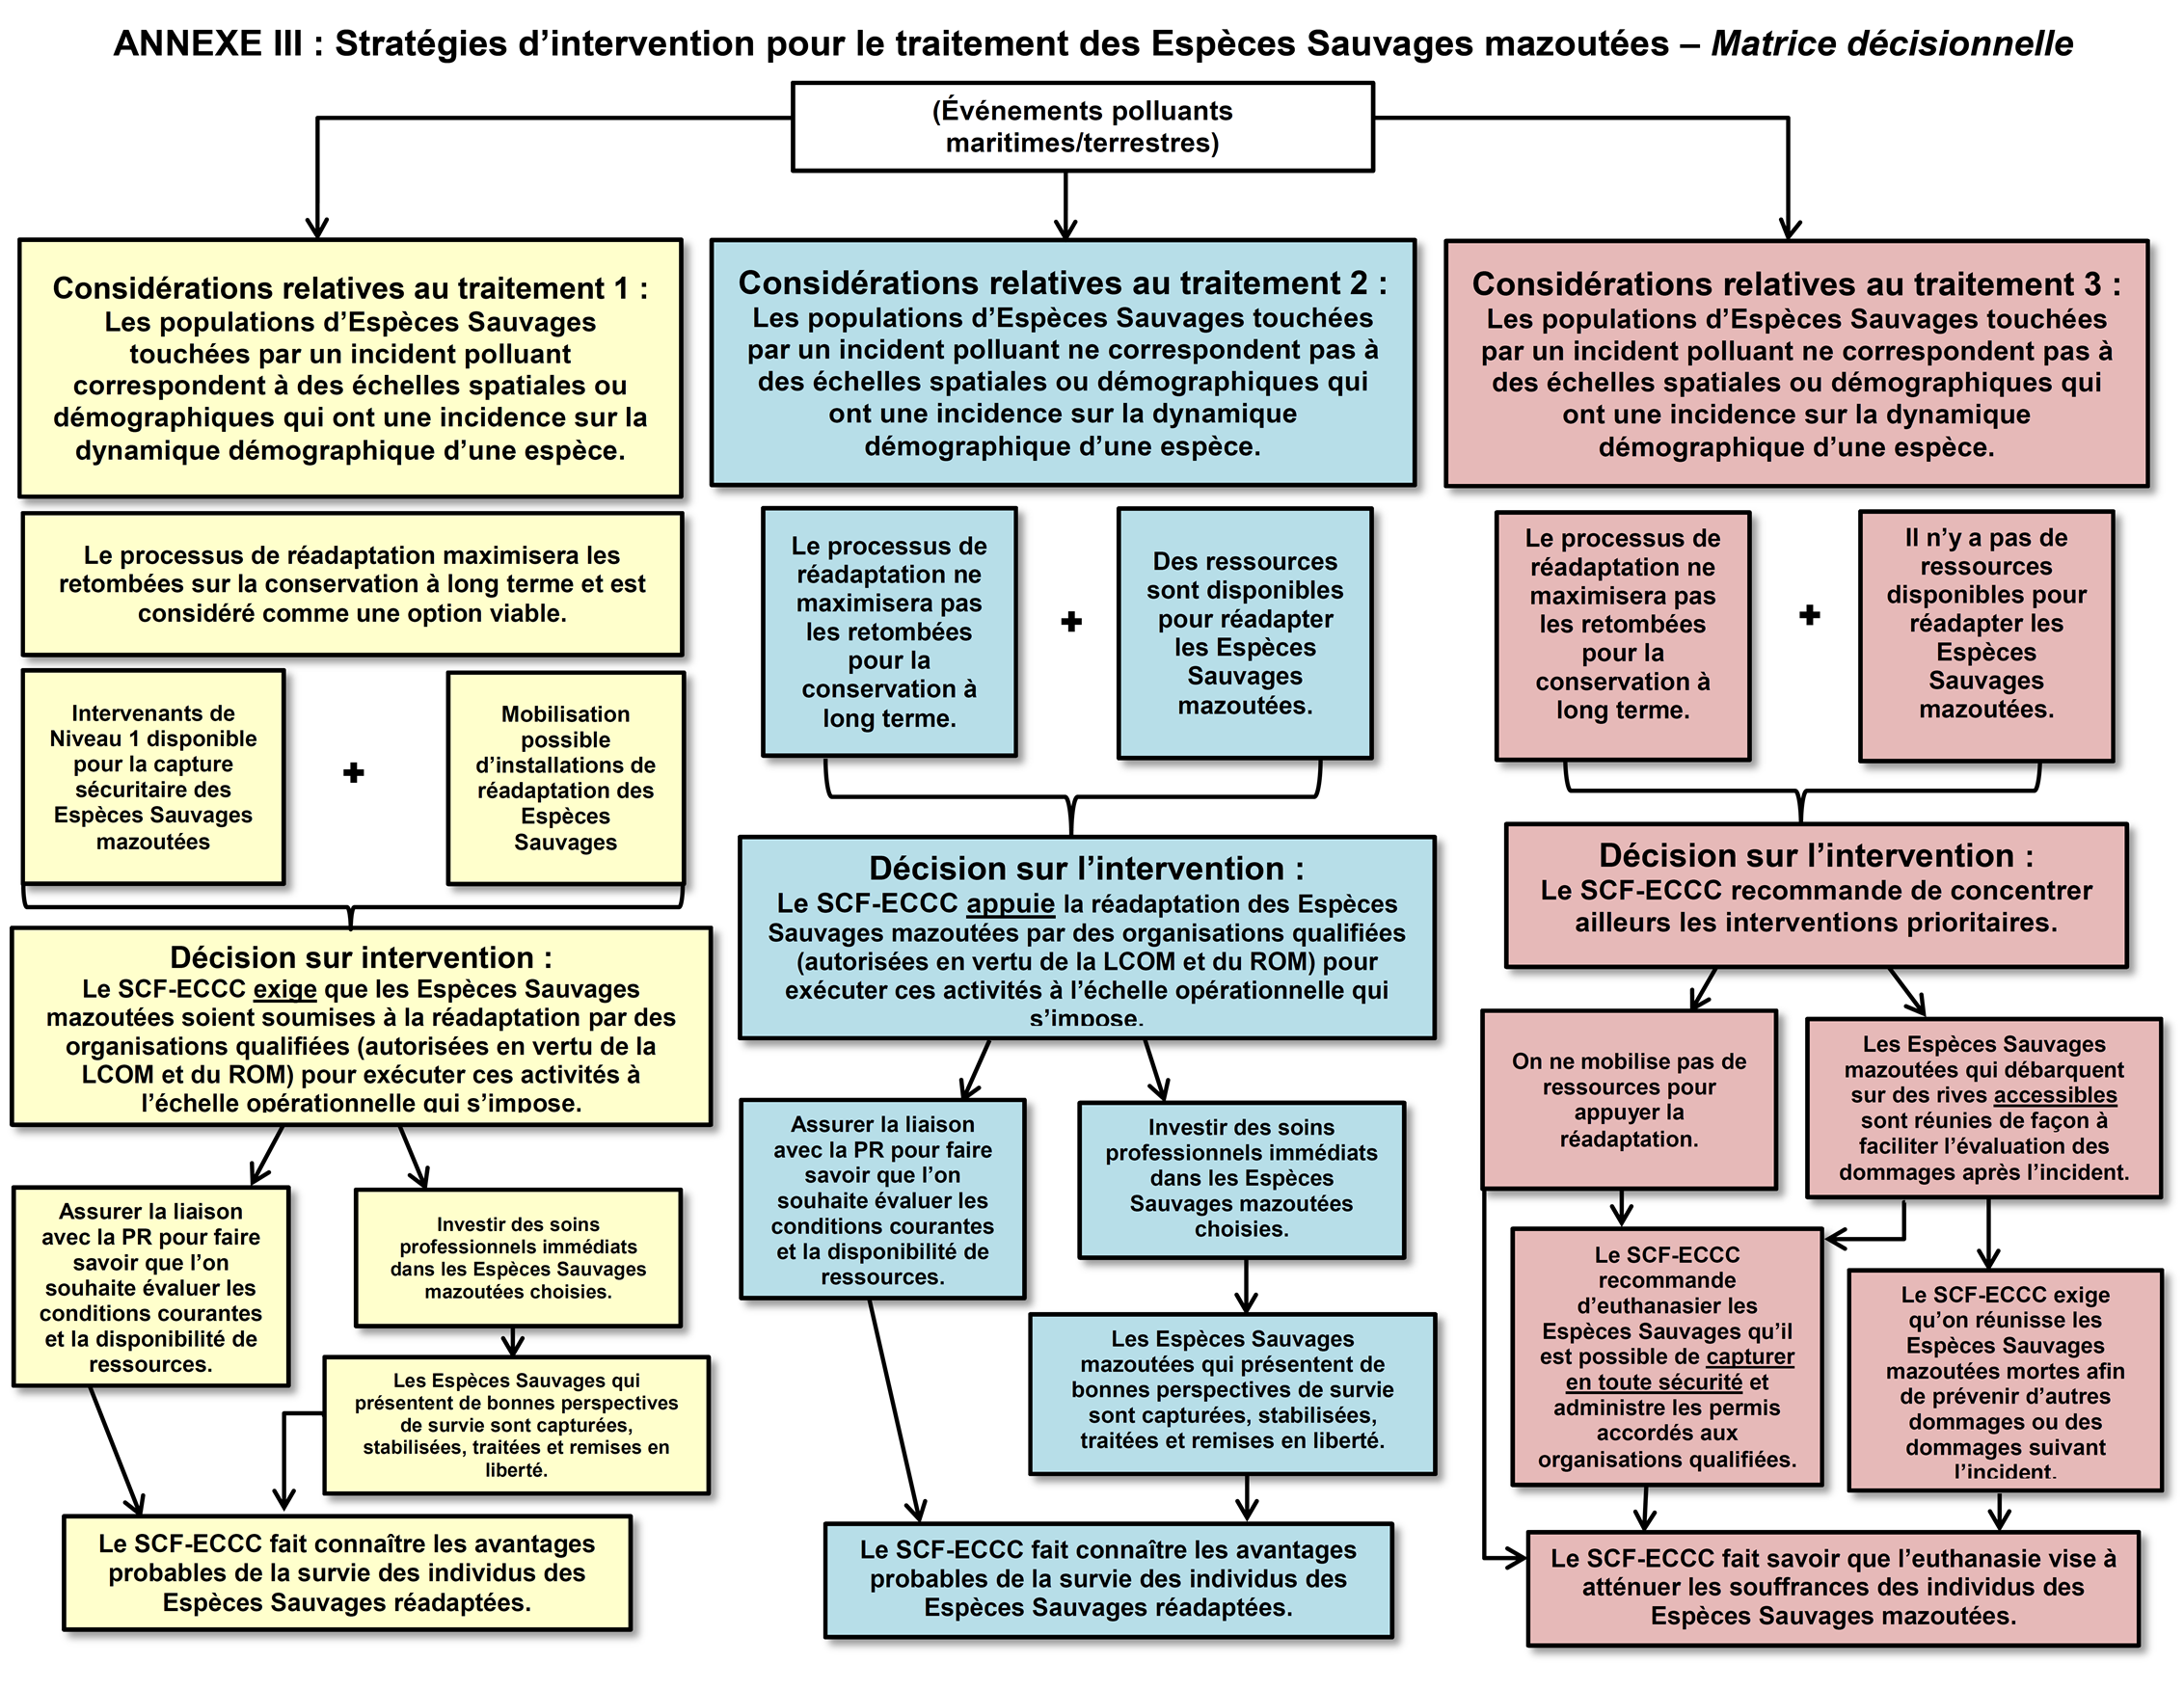 ANNEXE III : Stratégies d’intervention pour le traitement des Espèces Sauvages mazoutées – Matrice décisionnelle
(Événements polluants
maritimes/terrestres)
Considérations relatives au traitement 1 :
Les populations d’Espèces Sauvages
touchées par un incident polluant
correspondent à des échelles spatiales ou
démographiques qui ont une incidence sur la
dynamique démographique d’une espèce.
Le processus de réadaptation maximisera les
retombées sur la conservation à long terme et est
considéré comme une option viable.
Intervenants de
Niveau 1 disponible
pour la capture
sécuritaire des
Espèces Sauvages
mazoutées
+
Mobilisation
possible
d’installations de
réadaptation des
Espèces
Sauvages
Décision sur intervention :
Le SCF-ECCC exige que les Espèces Sauvages
mazoutées soient soumises à la réadaptation par des
organisations qualifiées (autorisées en vertu de la
LCOM et du ROM) pour exécuter ces activités à
l’échelle opérationnelle qui s’impose.
Assurer la liaison
avec la PR pour faire
savoir que l’on
souhaite évaluer les
conditions courantes
et la disponibilité de
ressources.
Investir des soins
professionnels immédiats
dans les Espèces Sauvages
mazoutées choisies.
Les Espèces Sauvages qui
présentent de bonnes perspectives
de survie sont capturées,
stabilisées, traitées et remises en
liberté.
Le SCF-ECCC fait connaître les avantages
probables de la survie des individus des
Espèces Sauvages réadaptées.
Considérations relatives au traitement 2 :
Les populations d’Espèces Sauvages touchées
par un incident polluant ne correspondent pas à
des échelles spatiales ou démographiques qui
ont une incidence sur la dynamique
démographique d’une espèce.
Le processus de
réadaptation ne
maximisera pas
les retombées
pour la
conservation à
long terme.
+
Des ressources
sont disponibles
pour réadapter
les Espèces
Sauvages
mazoutées.
Décision sur l’intervention :
Le SCF-ECCC appuie la réadaptation des Espèces
Sauvages mazoutées par des organisations qualifiées
(autorisées en vertu de la LCOM et du ROM) pour
exécuter ces activités à l’échelle opérationnelle qui
s’impose.
Assurer la liaison
avec la PR pour faire
savoir que l’on
souhaite évaluer les
conditions courantes
et la disponibilité de
ressources.
Investir des soins
professionnels immédiats
dans les Espèces
Sauvages mazoutées
choisies.
Les Espèces Sauvages
mazoutées qui présentent de
bonnes perspectives de survie
sont capturées, stabilisées,
traitées et remises en liberté.
Le SCF-ECCC fait connaître les avantages
probables de la survie des individus des
Espèces Sauvages réadaptées.
Considérations relatives au traitement 3 :
Les populations d’Espèces Sauvages touchées
par un incident polluant ne correspondent pas à
des échelles spatiales ou démographiques qui
ont une incidence sur la dynamique
démographique d’une espèce.
Le processus de
réadaptation ne
maximisera pas
les retombées
pour la
conservation à
long terme.
+
Il n’y a pas de
ressources
disponibles pour
réadapter les
Espèces
Sauvages
mazoutées.
Décision sur l’intervention :
Le SCF-ECCC recommande de concentrer
ailleurs les interventions prioritaires.
On ne mobilise pas de
ressources pour
appuyer la
réadaptation.
Les Espèces Sauvages
mazoutées qui débarquent
sur des rives accessibles
sont réunies de façon à
faciliter l’évaluation des
dommages après l’incident.
Le SCF-ECCC
recommande
d’euthanasier les
Espèces Sauvages qu’il
est possible de capturer
en toute sécurité et
administre les permis
accordés aux
organisations qualifiées.
Le SCF-ECCC exige
qu’on réunisse les
Espèces Sauvages
mazoutées mortes afin
de prévenir d’autres
dommages ou des
dommages suivant
l’incident.
Le SCF-ECCC fait savoir que l’euthanasie vise à
atténuer les souffrances des individus des
Espèces Sauvages mazoutées.